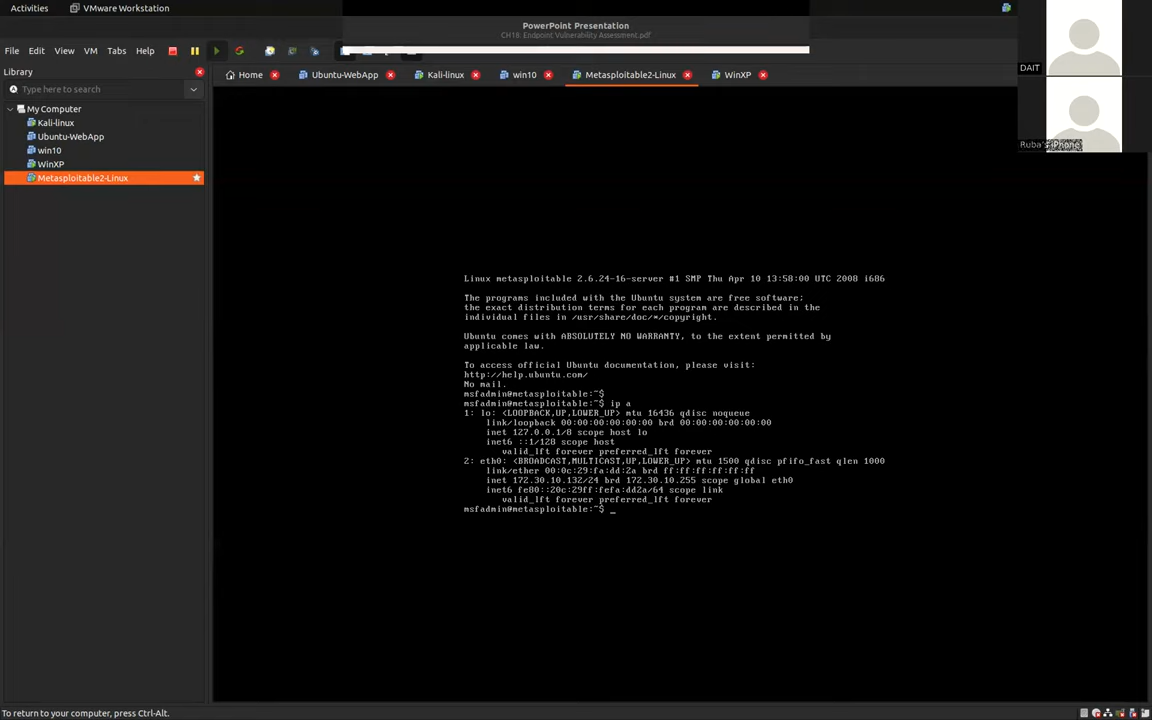 Activities
VMware Workstation
PowerPoint Presentation
CH18: Endpoint Vulnerability Assessment.pdf
File Edit View VM Tabs Help
Library
Home
Ubuntu-WebApp
Kali-linux
win10
Metasploitable2-Linux
WinXP
Type here to search
My Computer
Kali-linux
Ubuntu-WebApp
win10
WinXP
Metasploitable2-Linux
DAIT
Ruba's iPhone
Linux metasploitable 2.6.24-16-server #1 SMP Thu Apr 10 13:58:00 UTC 2008 i686
The programs included with the Ubuntu system are free software;
the exact distribution terms for each program are described in the
individual files in /usr/share/doc/*/copyright.
Ubuntu comes with ABSOLUTELY NO WARRANTY, to the extent permitted by
applicable law.
To access official Ubuntu documentation, please visit:
http://help.ubuntu.com/
No mail.
msfadmin@metasploitable:~$
msfadmin@metasploitable:~$ ip a
1: lo: <LOOPBACK,UP,LOWER_UP> mtu 16436 qdisc noqueue
link/loopback 00:00:00:00:00:00 brd 00:00:00:00:00:00
inet 127.0.0.1/8 scope host lo
inet6 ::1/128 scope host
valid_lft forever preferred_lft forever
2: eth0: <BROADCAST,MULTICAST,UP,LOWER_UP> mtu 1500 qdisc pfifo_fast qlen 1000
link/ether 00:0c:29:fa:dd:2a brd ff:ff:ff:ff:ff:ff
inet 172.30.10.132/24 brd 172.30.10.255 scope global eth0
inet6 fe80::20c:29ff:fefa:dd2a/64 scope link
valid_lft forever preferred_lft forever
msfadmin@metasploitable:~$ _
To return to your computer, press Ctrl-Alt.